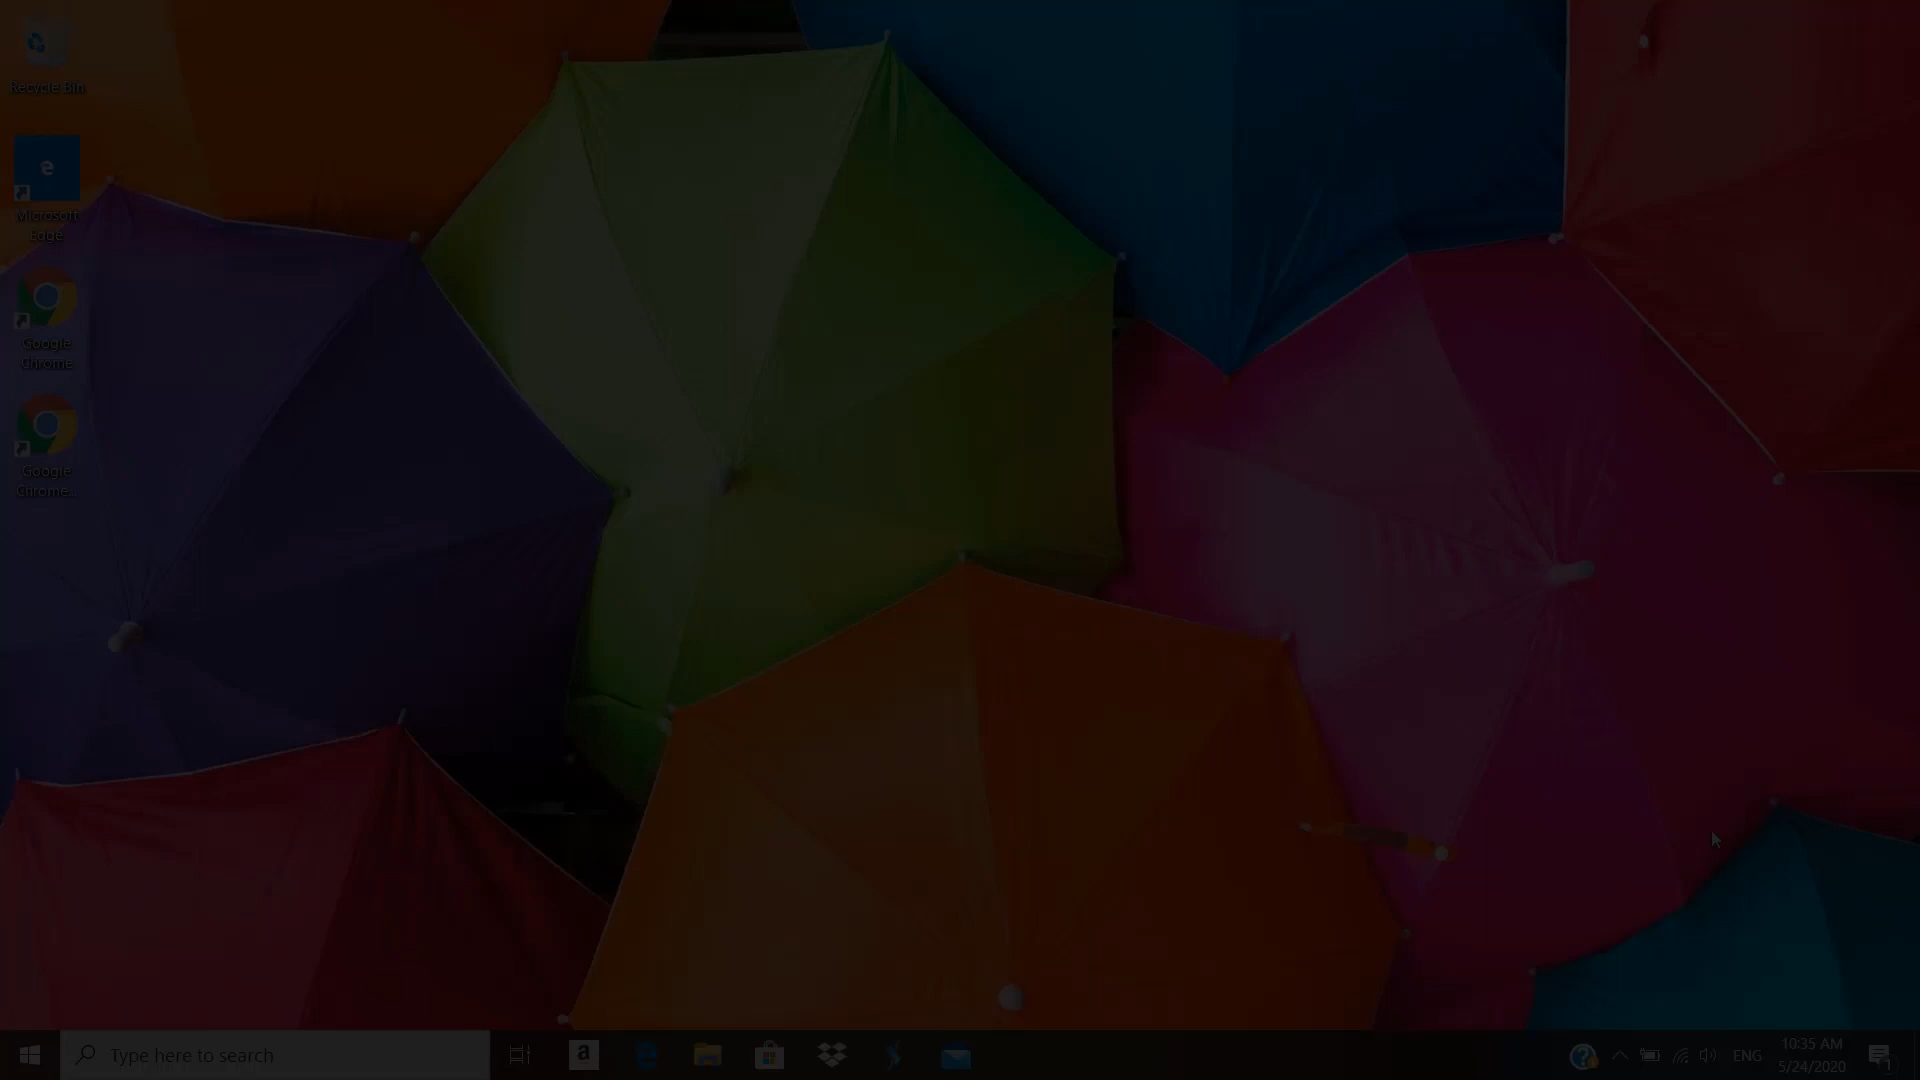 Recycle Bin
Microsoft
Edge
Google
Chrome
Google
Chrome...
Type here to search
a
ENG
10:35 AM
5/24/2020
1